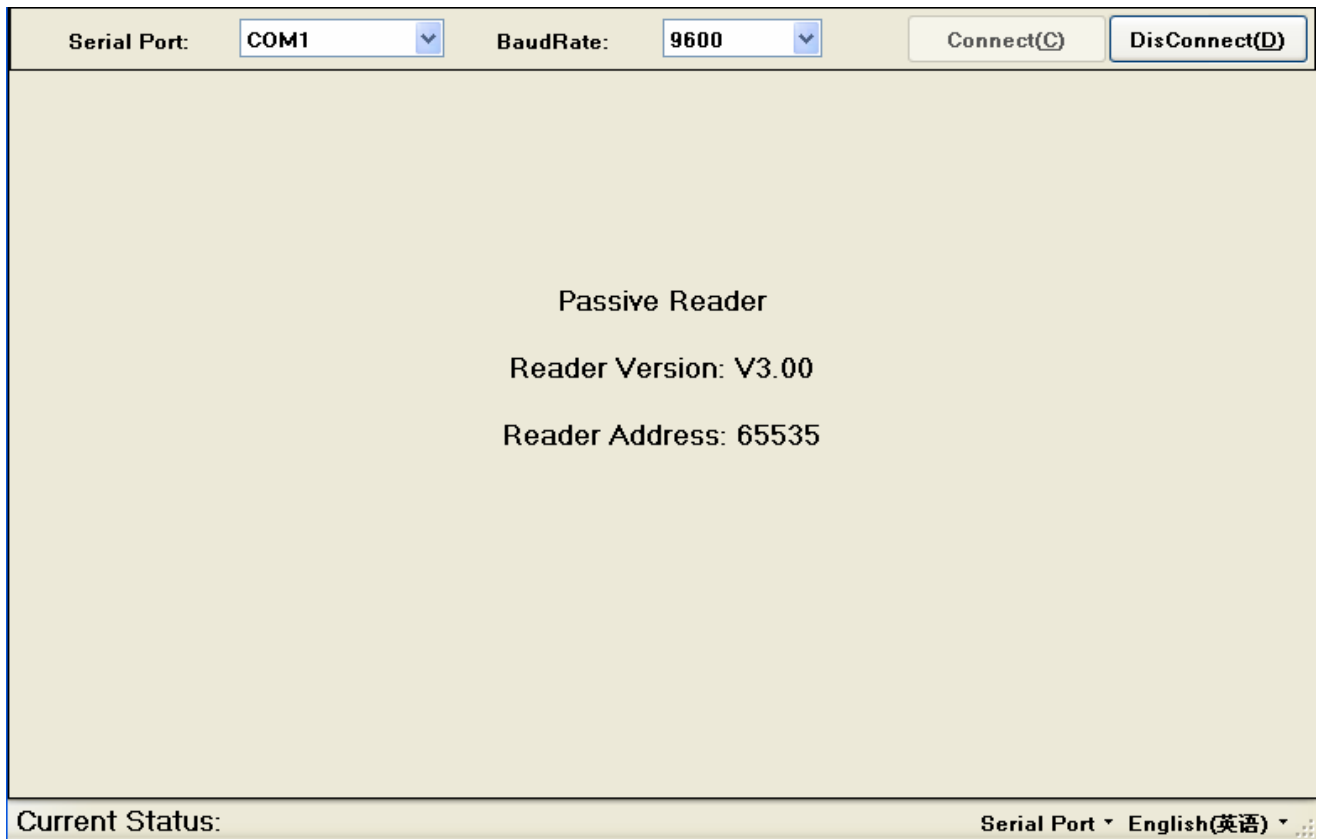 Serial Port: COM1 BaudRate: 9600 Connect(C) DisConnect(D)
Passive Reader
Reader Version: V3.00
Reader Address: 65535
Current Status: Serial Port English(英语)